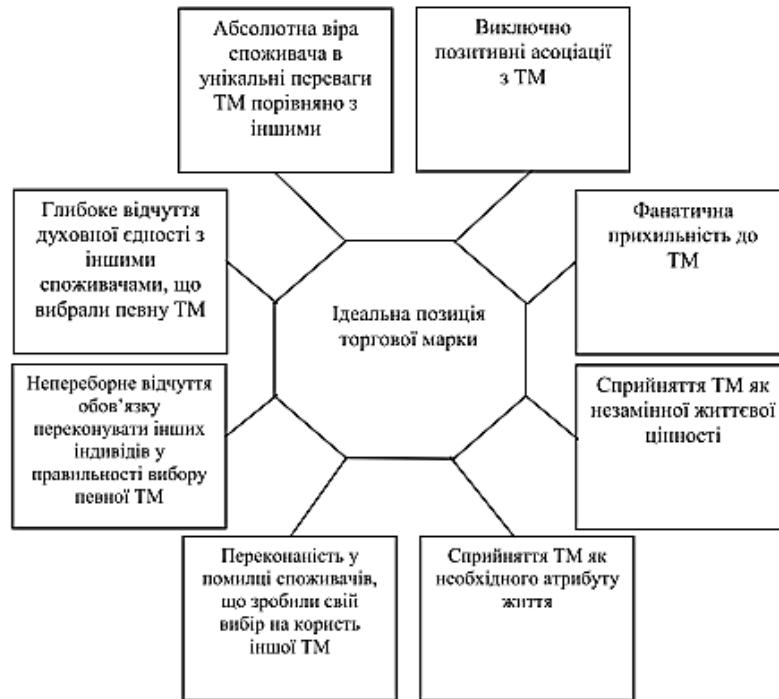 Абсолютна віра
споживача в
унікальні переваги
ТМ порівняно з
іншими
Виключно
позитивні асоціації
з ТМ
Глибоке відчуття
духовної єдності з
іншими
споживачами, що
вибрали певну ТМ
Фанатична
прихильність до
ТМ
Ідеальна позиція
торгової марки
Непереборне відчуття
обов’язку
переконувати інших
індивідів у
правильності вибору
певної ТМ
Сприйняття ТМ як
незамінної життєвої
цінності
Переконаність у
помилці споживачів,
що зробили свій
вибір на користь
іншої ТМ
Сприйняття ТМ як
необхідного атрибуту
життя